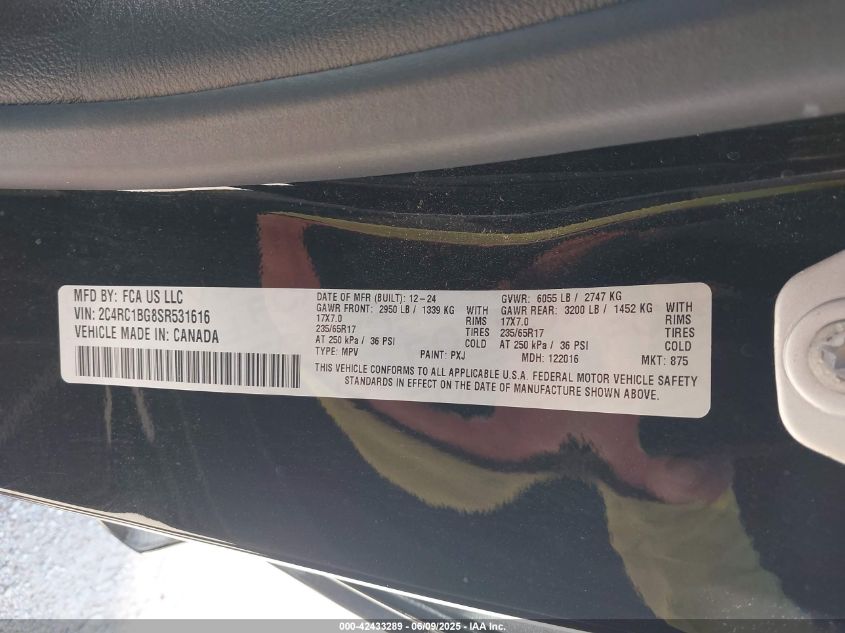 MFD BY: FCA US LLC
VIN: 2C4RC1BG8SR531616
VEHICLE MADE IN: CANADA
DATE OF MFR (BUILT): 12-24
GAWR FRONT: 2950 LB / 1339 KG WITH
17X7.0 RIMS
235/65R17 TIRES
AT 250 kPa / 36 PSI COLD
TYPE: MPV PAINT: PXJ
GVWR: 6055 LB / 2747 KG
GAWR REAR: 3200 LB / 1452 KG WITH
17X7.0 RIMS
235/65R17 TIRES
AT 250 kPa / 36 PSI COLD
MDH: 122016 MKT: 875
THIS VEHICLE CONFORMS TO ALL APPLICABLE U.S.A. FEDERAL MOTOR VEHICLE SAFETY
STANDARDS IN EFFECT ON THE DATE OF MANUFACTURE SHOWN ABOVE.
000-42433289 - 06/09/2025 - IAA Inc.